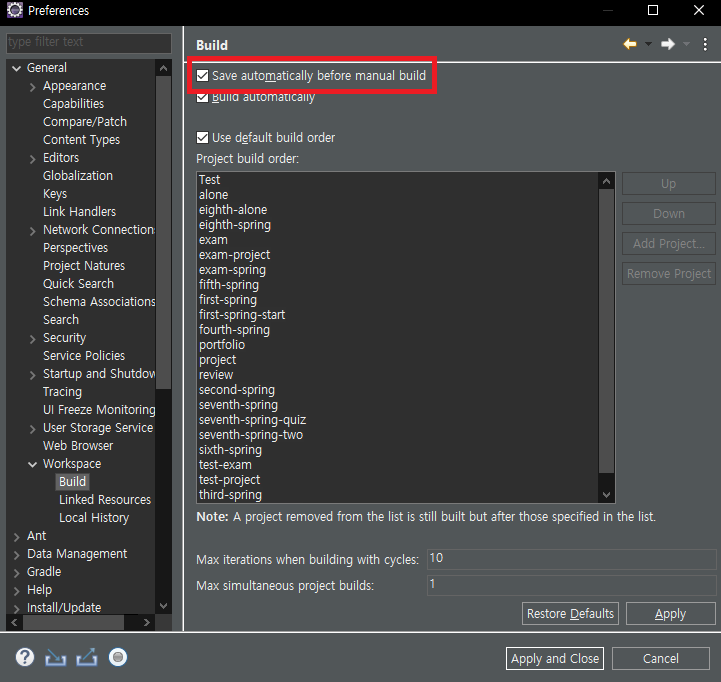 Preferences
type filter text
General
Appearance
Capabilities
Compare/Patch
Content Types
Editors
Globalization
Keys
Link Handlers
Network Connection
Perspectives
Project Natures
Quick Search
Schema Associations
Search
Security
Service Policies
Startup and Shutdow
Tracing
UI Freeze Monitoring
User Storage Service
Web Browser
Workspace
Build
Linked Resources
Local History
Ant
Data Management
Gradle
Help
Install/Update
Build
Save automatically before manual build
Build automatically
Use default build order
Project build order:
Test
alone
eighth-alone
eighth-spring
exam
exam-project
exam-spring
fifth-spring
first-spring
first-spring-start
fourth-spring
portfolio
project
review
second-spring
seventh-spring
seventh-spring-quiz
seventh-spring-two
sixth-spring
test-exam
test-project
third-spring
Up
Down
Add Project...
Remove Project
Note: A project removed from the list is still built but after those specified in the list.
Max iterations when building with cycles: 10
Max simultaneous project builds: 1
Restore Defaults
Apply
Apply and Close
Cancel